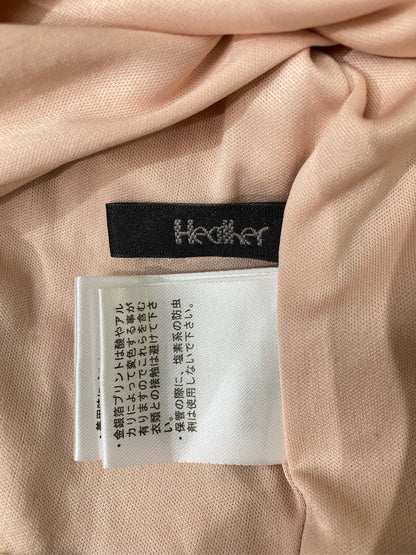 Heather
・金銀箔プリントは酸やアル
カリによって変色する事が
有りますのでこれらを含む
衣類との接触は避けて下さ
い。
・保管の際に、塩素系の防虫
剤は使用しないで下さい。